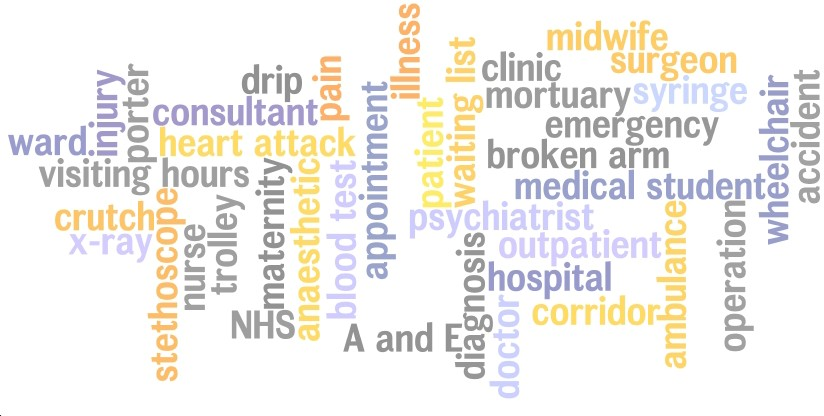 illness
midwife
surgeon
clinic
waiting list
drip
pain
injury
porter
mortuary
syringe
wheelchair
accident
consultant
appointment
patient
emergency
ward
heart attack
broken arm
visiting hours
medical student
maternity
anaesthetic
blood test
crutch
stethoscope
psychiatrist
x-ray
nurse
trolley
outpatient
ambulance
operation
diagnosis
hospital
NHS
A and E
doctor
corridor